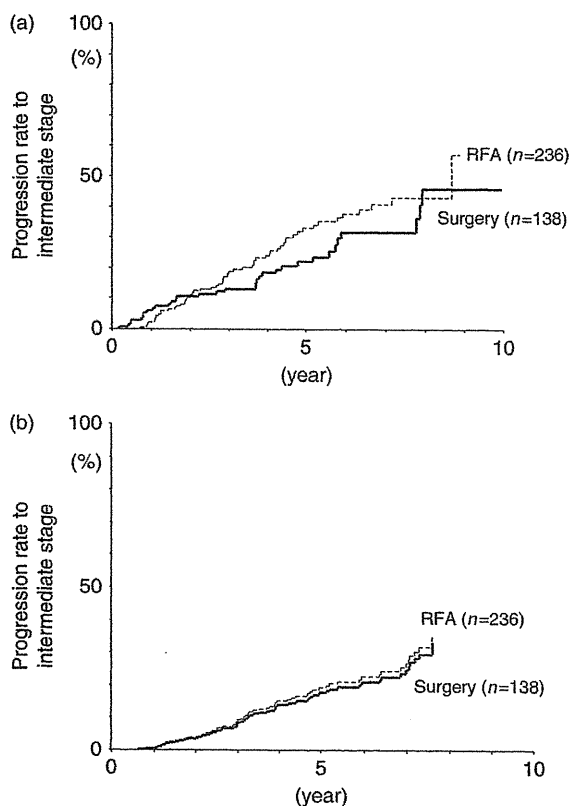 (a)
100
(%)
Progression rate to
intermediate stage
50
0
RFA (n=236)
Surgery (n=138)
5
10
(year)
(b)
100
(%)
Progression rate to
intermediate stage
50
0
RFA (n=236)
Surgery (n=138)
0
5
10
(year)